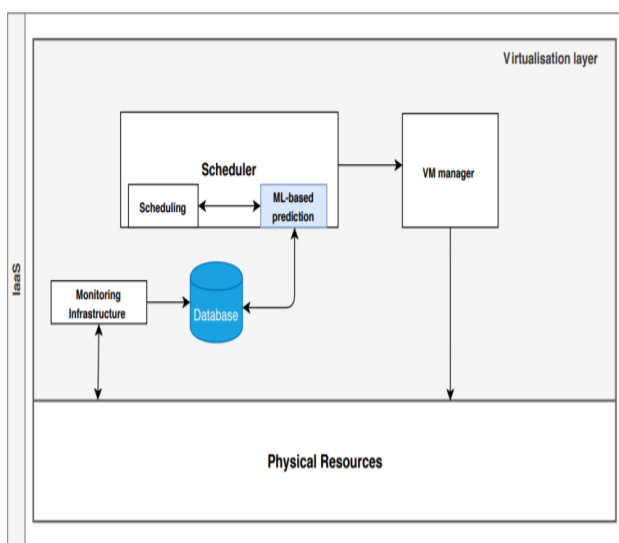 IaaS
Virtualisation layer
Scheduler
VM manager
Scheduling
ML-based
prediction
Monitoring
Infrastructure
Database
Physical Resources